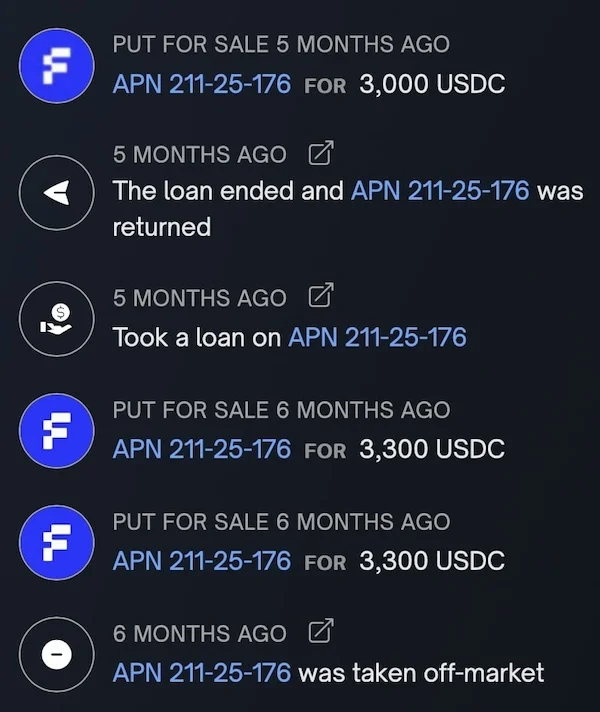 PUT FOR SALE 5 MONTHS AGO
APN 211-25-176 FOR 3,000 USDC
5 MONTHS AGO
The loan ended and APN 211-25-176 was
returned
5 MONTHS AGO
Took a loan on APN 211-25-176
PUT FOR SALE 6 MONTHS AGO
APN 211-25-176 FOR 3,300 USDC
PUT FOR SALE 6 MONTHS AGO
APN 211-25-176 FOR 3,300 USDC
6 MONTHS AGO
APN 211-25-176 was taken off-market